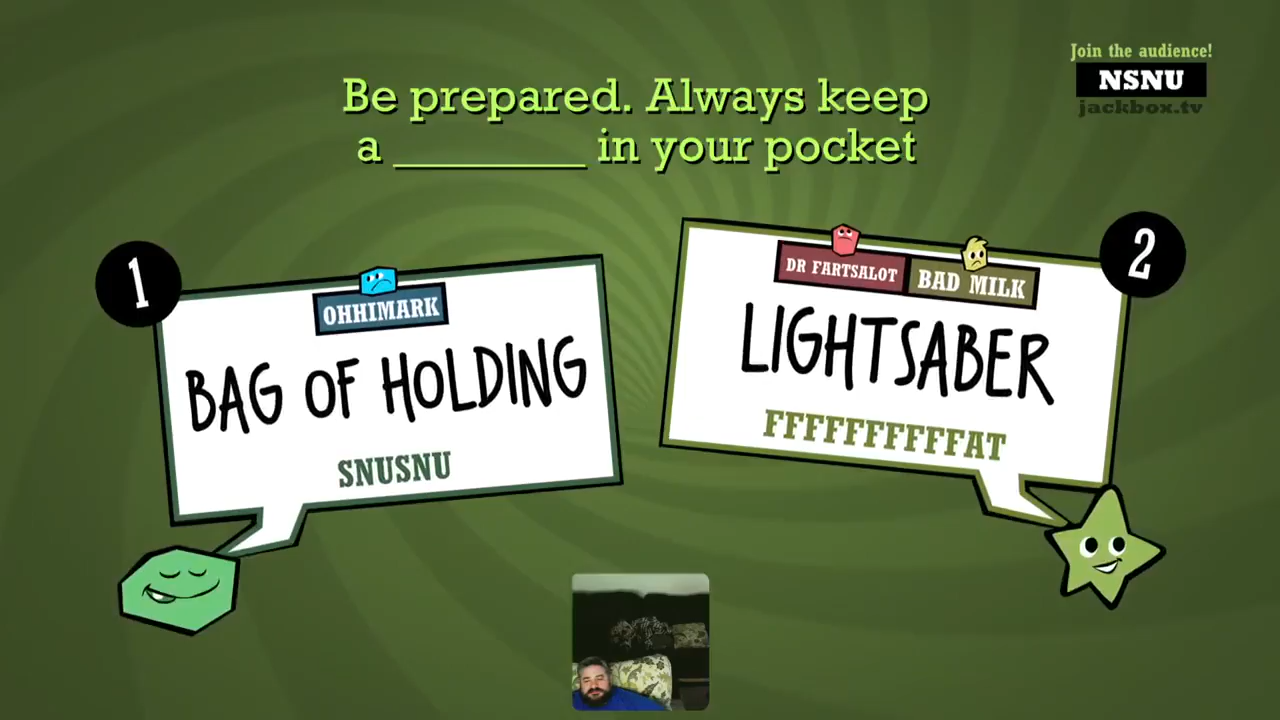 Join the audience!
NSNU
jackbox.tv
Be prepared. Always keep
a ________ in your pocket
1
OHHIMARK
BAG OF HOLDING
SNUSNU
2
DR FARTSALOT
BAD MILK
LIGHTSABER
FFFFFFFFFFAT